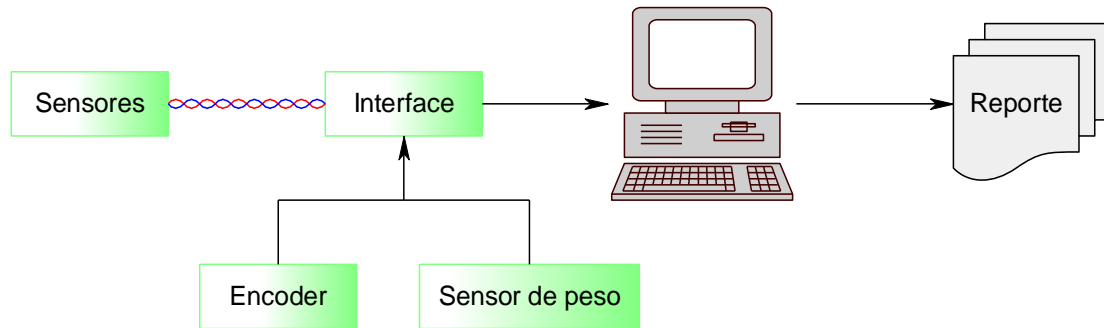 Sensores
Interface
Reporte
Encoder
Sensor de peso